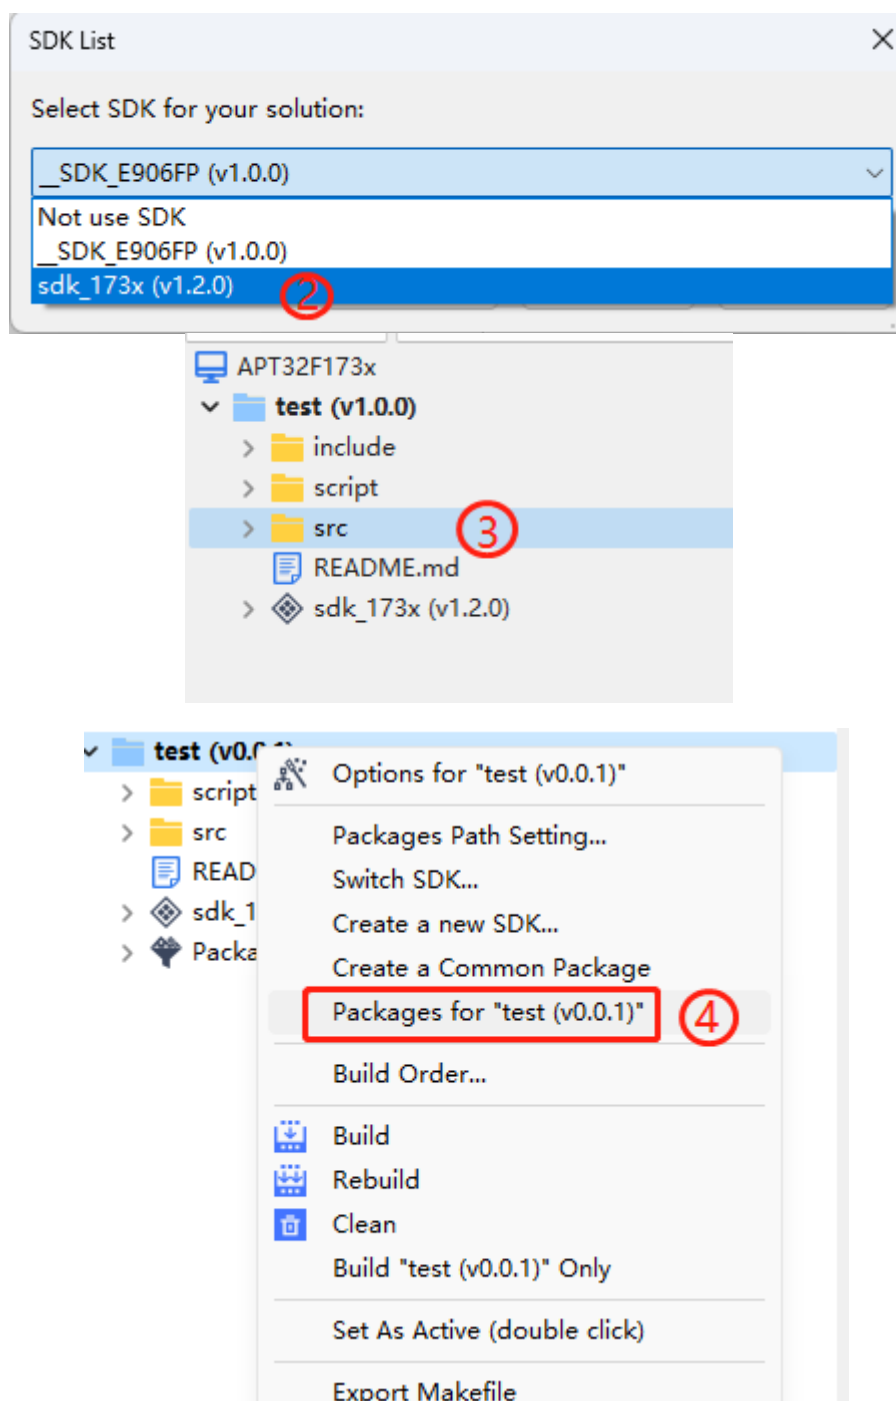 SDK List
Select SDK for your solution:
__SDK_E906FP (v1.0.0)
Not use SDK
__SDK_E906FP (v1.0.0)
sdk_173x (v1.2.0)
2
APT32F173x
test (v1.0.0)
include
script
src
3
README.md
sdk_173x (v1.2.0)
test (v0.0.1)
Options for "test (v0.0.1)"
script
src
Packages Path Setting...
READ
Switch SDK...
sdk_1
Create a new SDK...
Packa
Create a Common Package
Packages for "test (v0.0.1)"
4
Build Order...
Build
Rebuild
Clean
Build "test (v0.0.1)" Only
Set As Active (double click)
Export Makefile